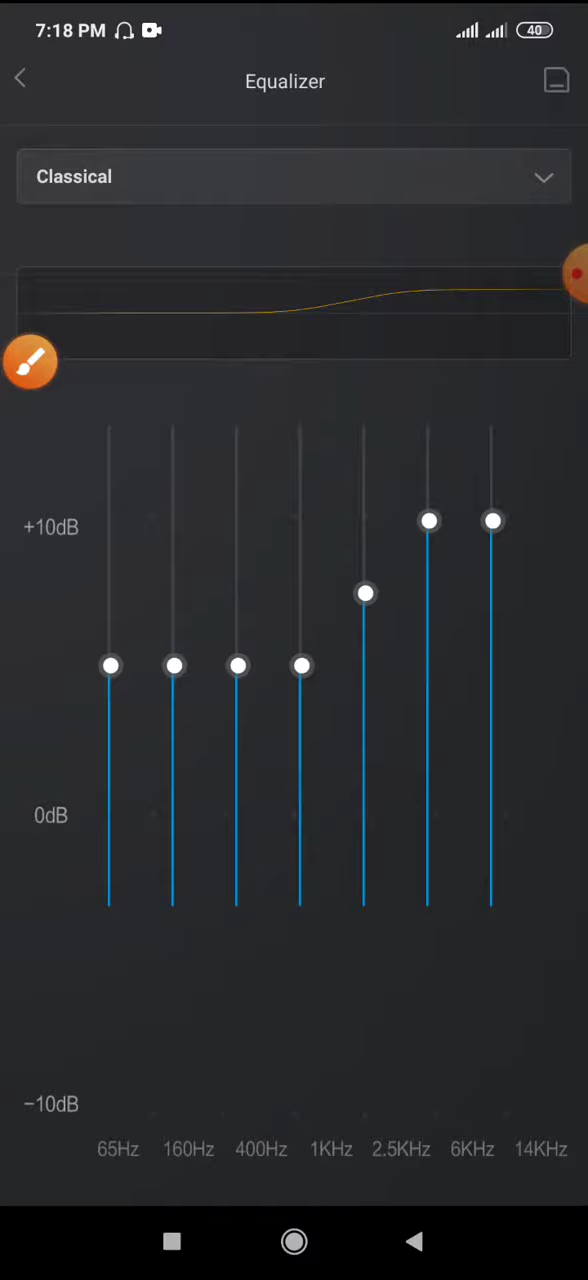 7:18 PM 40
Equalizer
Classical
+10dB
0dB
−10dB
65Hz 160Hz 400Hz 1KHz 2.5KHz 6KHz 14KHz